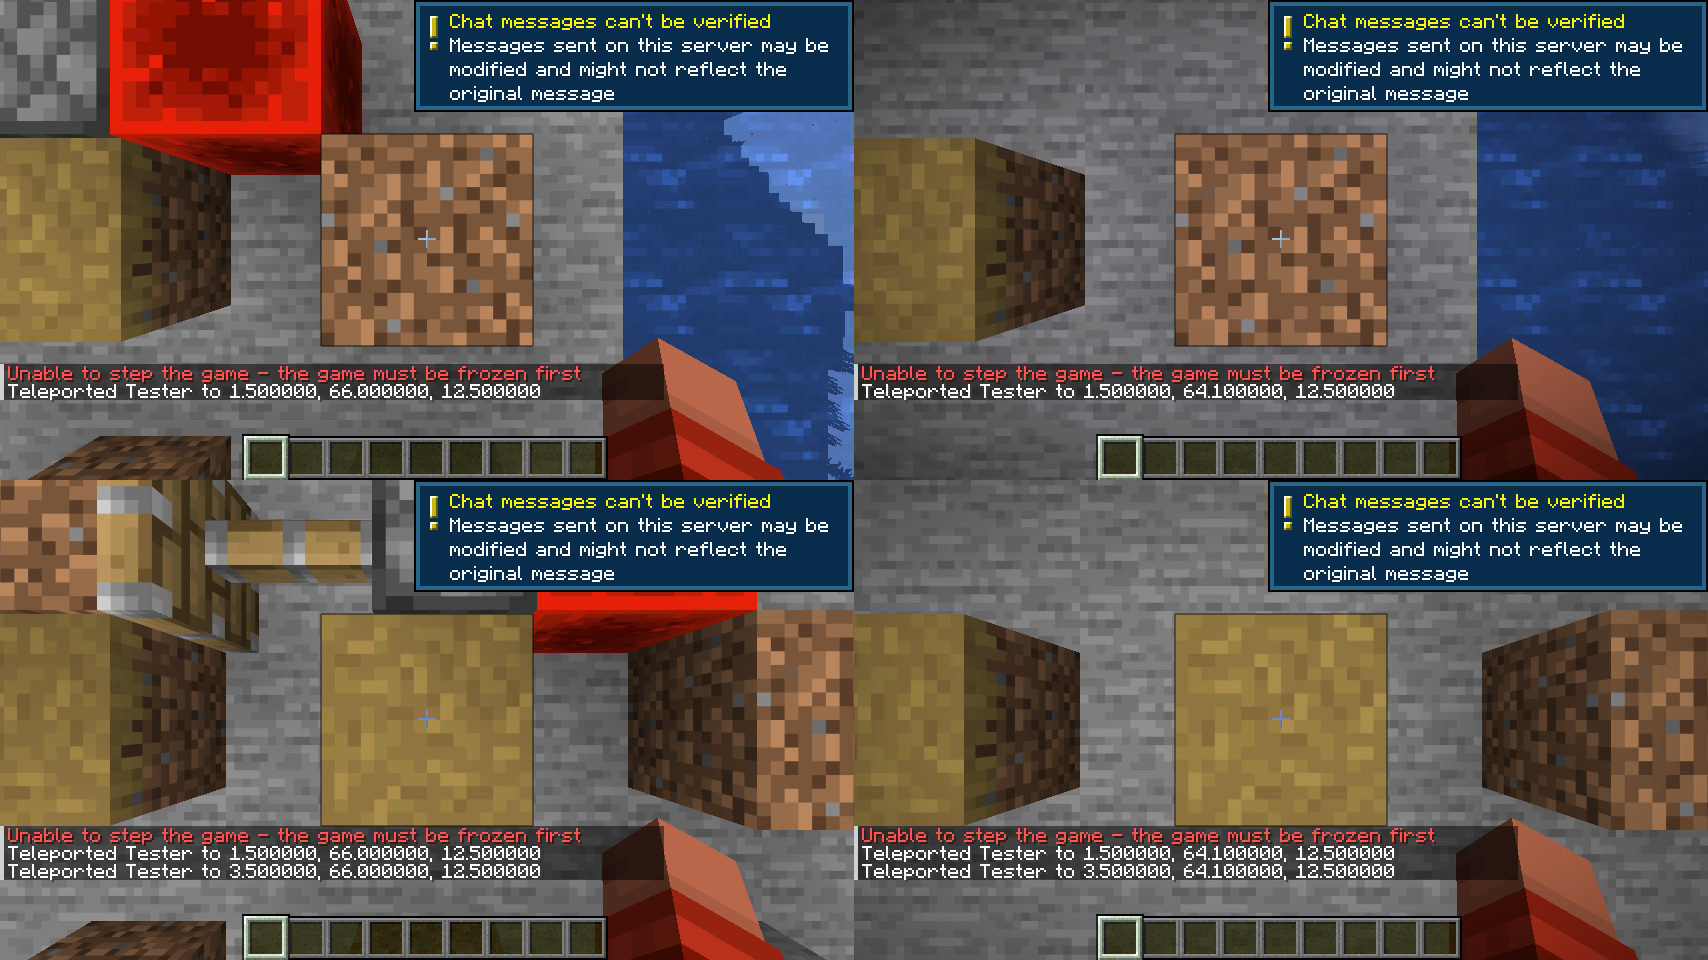 Chat messages can't be verified
Messages sent on this server may be
modified and might not reflect the
original message
Unable to step the game – the game must be frozen first
Teleported Tester to 1.500000, 66.000000, 12.500000
Chat messages can't be verified
Messages sent on this server may be
modified and might not reflect the
original message
Unable to step the game – the game must be frozen first
Teleported Tester to 1.500000, 64.100000, 12.500000
Chat messages can't be verified
Messages sent on this server may be
modified and might not reflect the
original message
Unable to step the game – the game must be frozen first
Teleported Tester to 1.500000, 66.000000, 12.500000
Teleported Tester to 3.500000, 66.000000, 12.500000
Chat messages can't be verified
Messages sent on this server may be
modified and might not reflect the
original message
Unable to step the game – the game must be frozen first
Teleported Tester to 1.500000, 64.100000, 12.500000
Teleported Tester to 3.500000, 64.100000, 12.500000